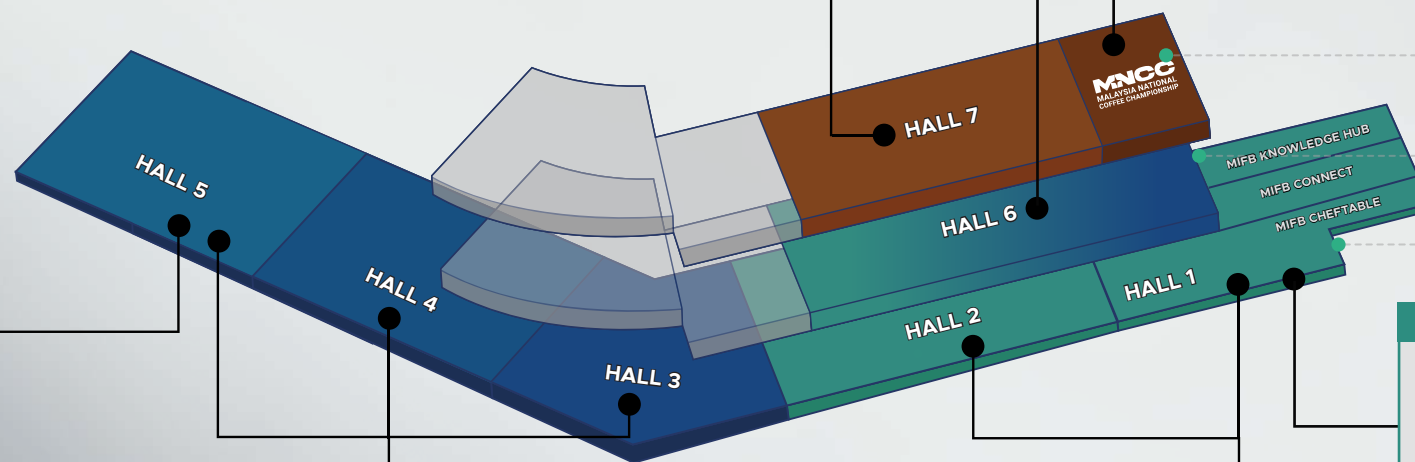 HALL 5
HALL 4
HALL 3
HALL 7
MNCC
MALAYSIA NATIONAL
COFFEE CHAMPIONSHIP
HALL 6
HALL 2
HALL 1
MIFB KNOWLEDGE HUB
MIFB CONNECT
MIFB CHEFTABLE